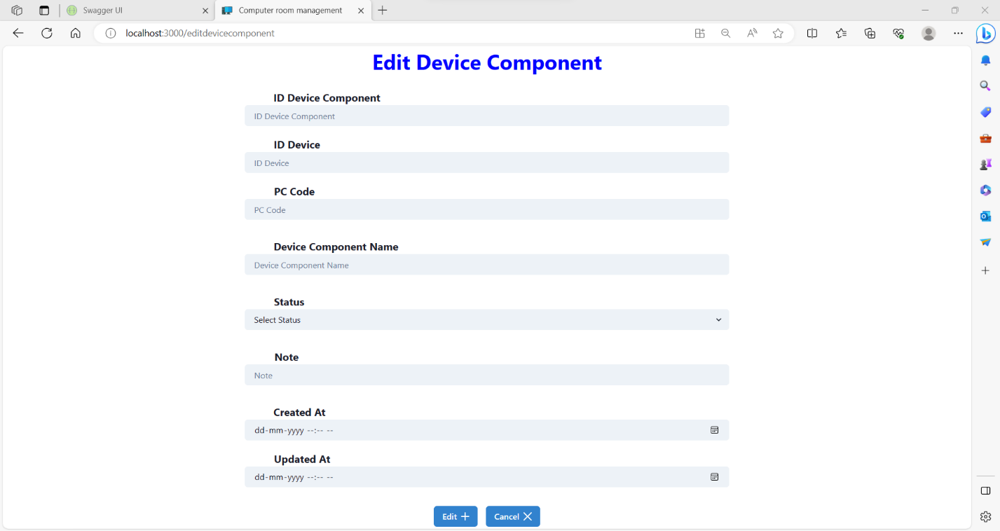 Swagger UI
Computer room management
localhost:3000/editdevicecomponent
Edit Device Component
ID Device Component
ID Device Component
ID Device
ID Device
PC Code
PC Code
Device Component Name
Device Component Name
Status
Select Status
Note
Note
Created At
dd-mm-yyyy --:-- --
Updated At
dd-mm-yyyy --:-- --
Edit
Cancel